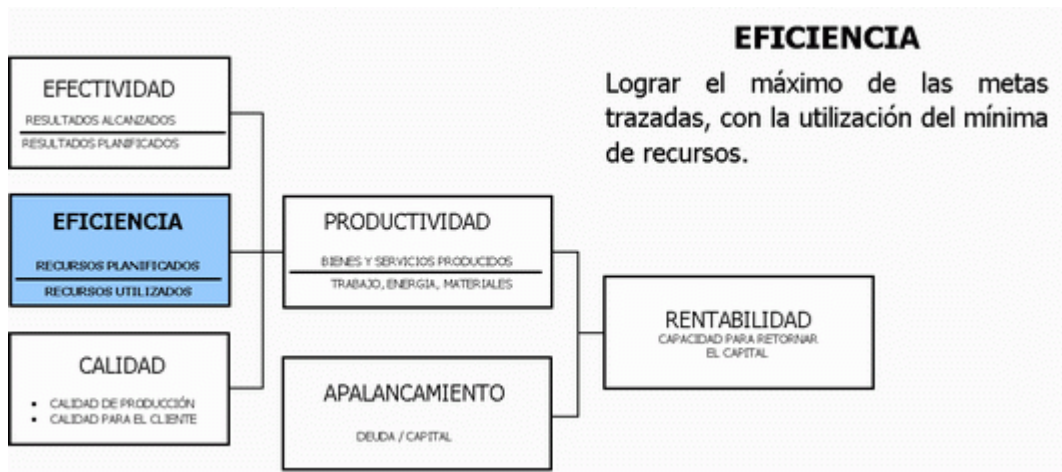 EFICIENCIA
Lograr el máximo de las metas
trazadas, con la utilización del mínima
de recursos.
EFECTIVIDAD
RESULTADOS ALCANZADOS
RESULTADOS PLANIFICADOS
EFICIENCIA
RECURSOS PLANIFICADOS
RECURSOS UTILIZADOS
CALIDAD
• CALIDAD DE PRODUCCIÓN
• CALIDAD PARA EL CLIENTE
PRODUCTIVIDAD
BIENES Y SERVICIOS PRODUCIDOS
TRABAJO, ENERGIA, MATERIALES
APALANCAMIENTO
DEUDA / CAPITAL
RENTABILIDAD
CAPACIDAD PARA RETORNAR
EL CAPITAL